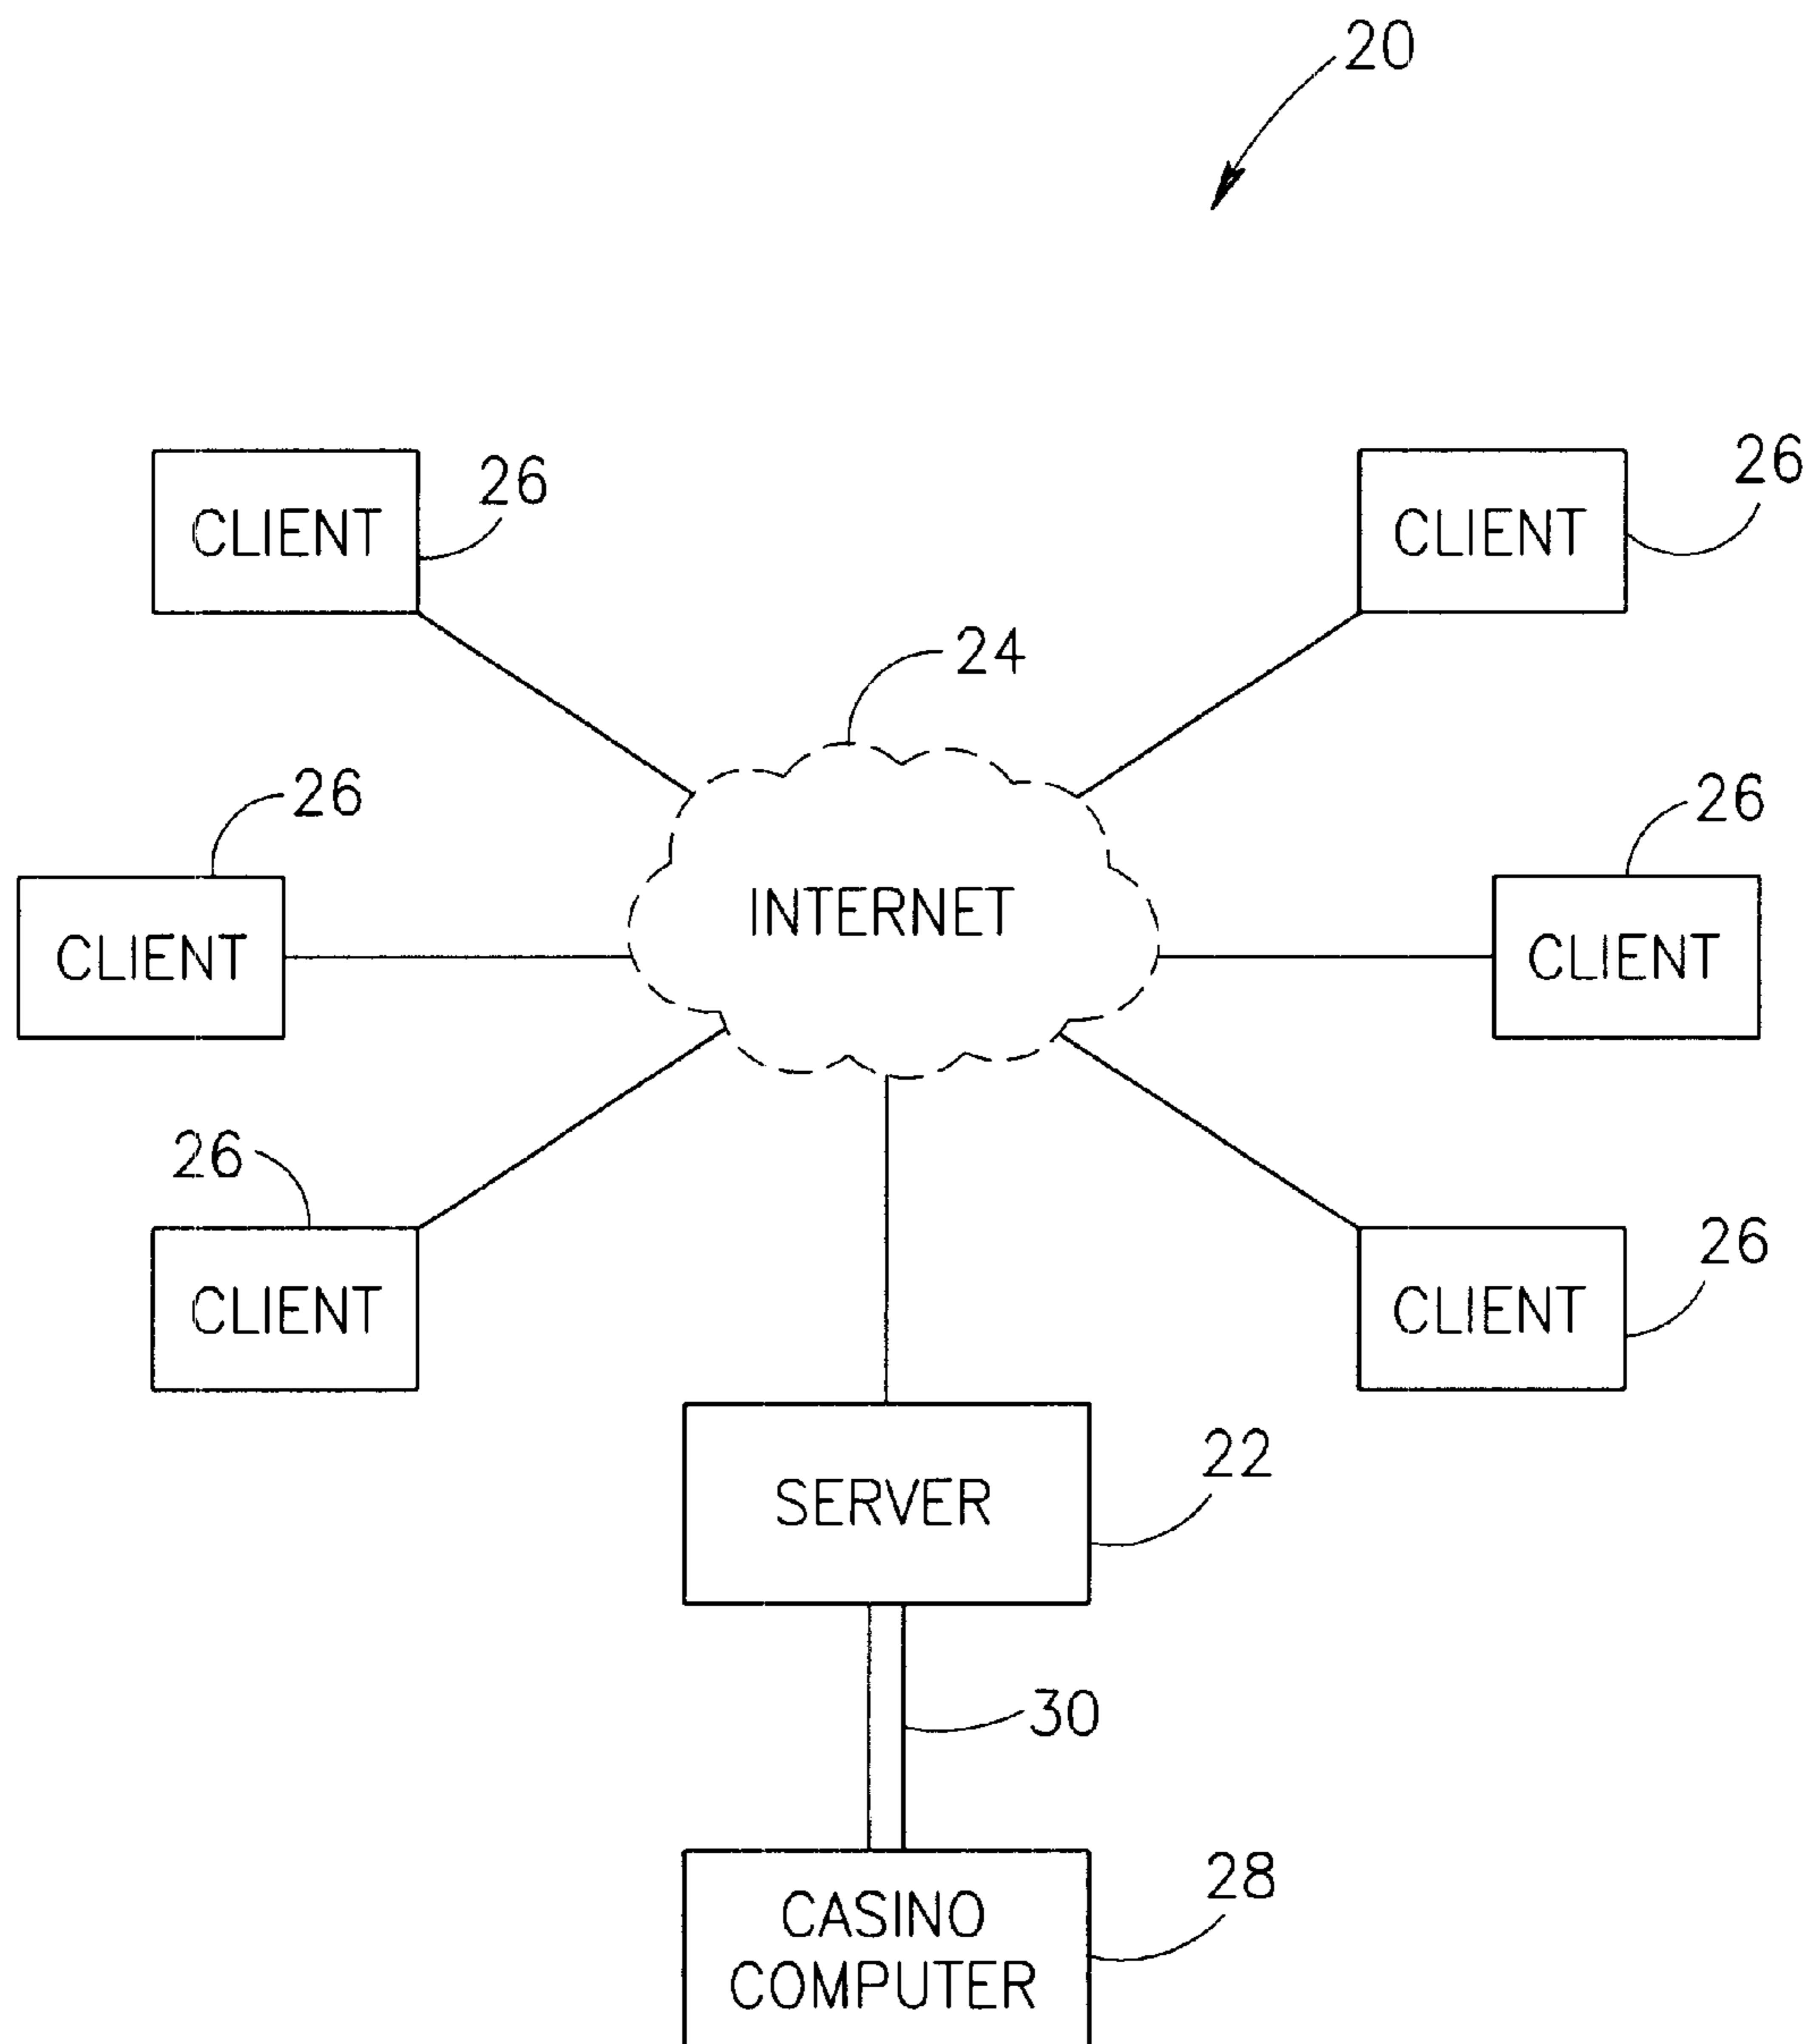 20
26
CLIENT
26
CLIENT
24
26
CLIENT
INTERNET
26
CLIENT
26
CLIENT
26
CLIENT
22
SERVER
30
28
CASINO
COMPUTER